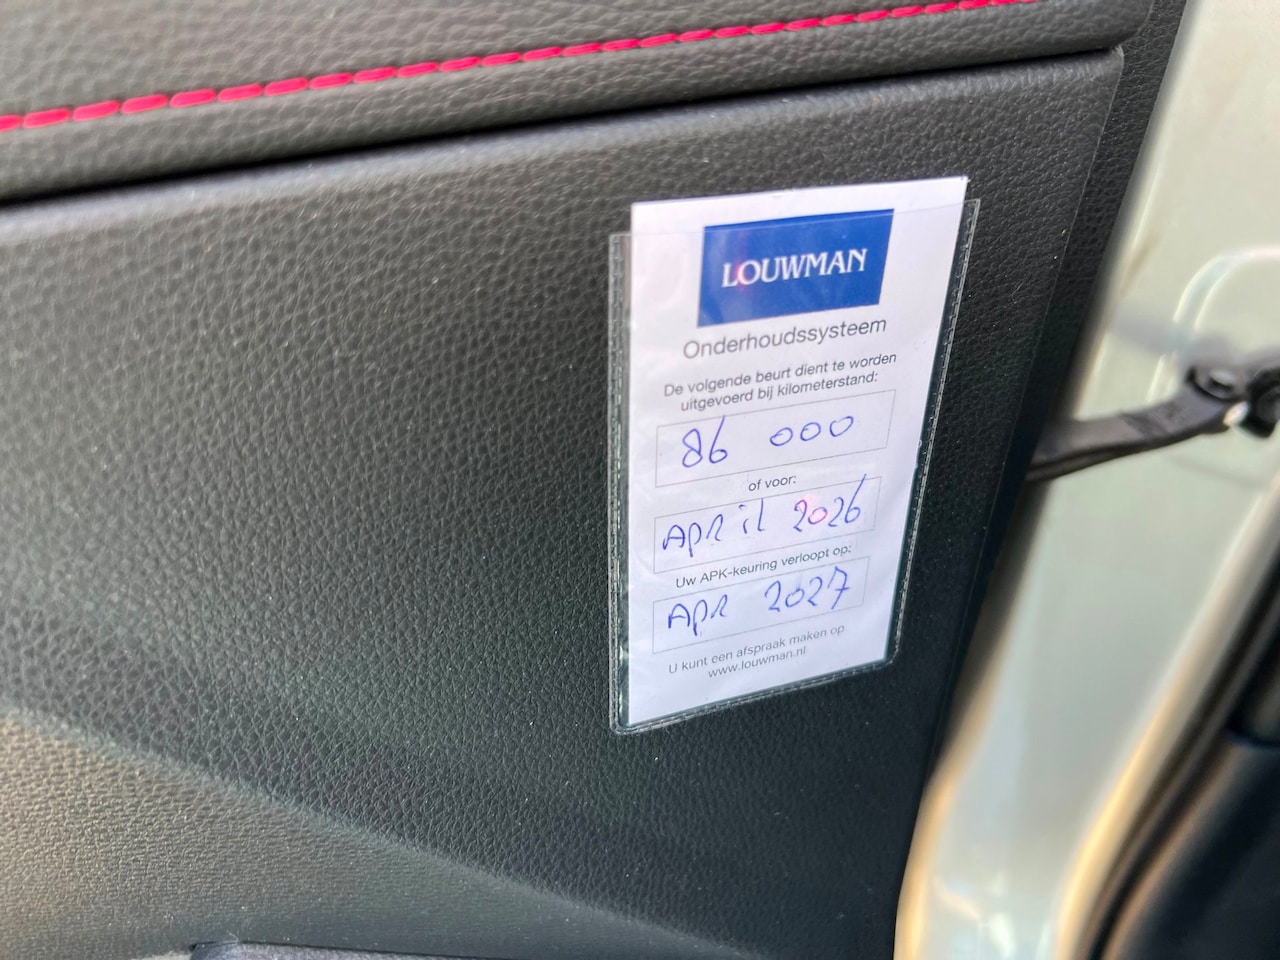 LOUWMAN
Onderhoudssysteem
De volgende beurt dient te worden
uitgevoerd bij kilometerstand:
86 000
of voor:
April 2026
Uw APK-keuring verloopt op:
Apr 2027
U kunt een afspraak maken op
www.louwman.nl